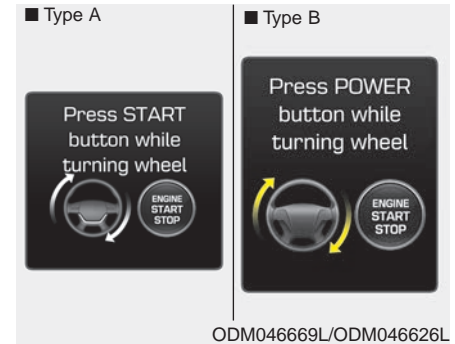 ■ Type A
Press START
button while
turning wheel
ENGINE
START
STOP
■ Type B
Press POWER
button while
turning wheel
ENGINE
START
STOP
ODM046669L/ODM046626L